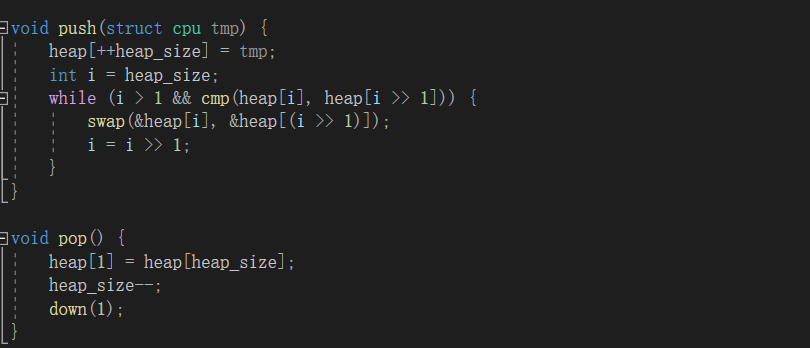 void push(struct cpu tmp) {
    heap[++heap_size] = tmp;
    int i = heap_size;
    while (i > 1 && cmp(heap[i], heap[i >> 1])) {
        swap(&heap[i], &heap[(i >> 1)]);
        i = i >> 1;
    }
}

void pop() {
    heap[1] = heap[heap_size];
    heap_size--;
    down(1);
}